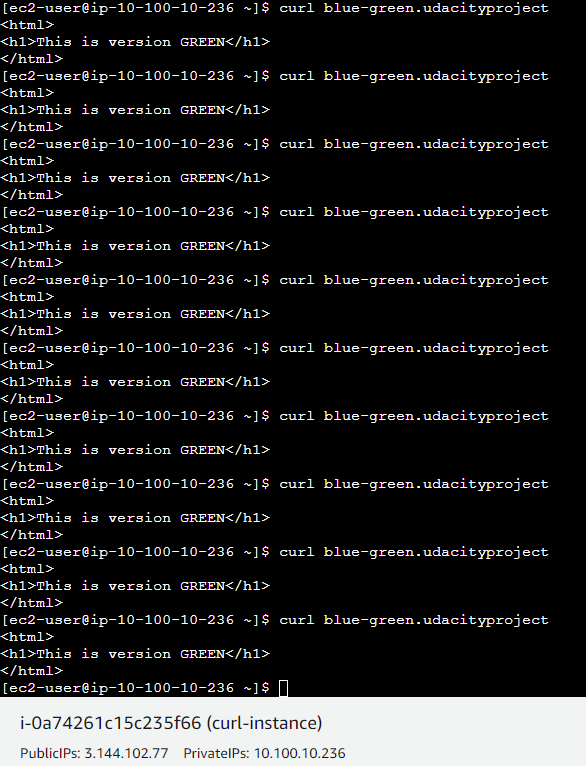 [ec2-user@ip-10-100-10-236 ~]$ curl blue-green.udacityproject
<html>
<h1>This is version GREEN</h1>
</html>
[ec2-user@ip-10-100-10-236 ~]$ curl blue-green.udacityproject
<html>
<h1>This is version GREEN</h1>
</html>
[ec2-user@ip-10-100-10-236 ~]$ curl blue-green.udacityproject
<html>
<h1>This is version GREEN</h1>
</html>
[ec2-user@ip-10-100-10-236 ~]$ curl blue-green.udacityproject
<html>
<h1>This is version GREEN</h1>
</html>
[ec2-user@ip-10-100-10-236 ~]$ curl blue-green.udacityproject
<html>
<h1>This is version GREEN</h1>
</html>
[ec2-user@ip-10-100-10-236 ~]$ curl blue-green.udacityproject
<html>
<h1>This is version GREEN</h1>
</html>
[ec2-user@ip-10-100-10-236 ~]$ curl blue-green.udacityproject
<html>
<h1>This is version GREEN</h1>
</html>
[ec2-user@ip-10-100-10-236 ~]$ curl blue-green.udacityproject
<html>
<h1>This is version GREEN</h1>
</html>
[ec2-user@ip-10-100-10-236 ~]$ curl blue-green.udacityproject
<html>
<h1>This is version GREEN</h1>
</html>
[ec2-user@ip-10-100-10-236 ~]$ curl blue-green.udacityproject
<html>
<h1>This is version GREEN</h1>
</html>
[ec2-user@ip-10-100-10-236 ~]$
i-0a74261c15c235f66 (curl-instance)
PublicIPs: 3.144.102.77 PrivateIPs: 10.100.10.236